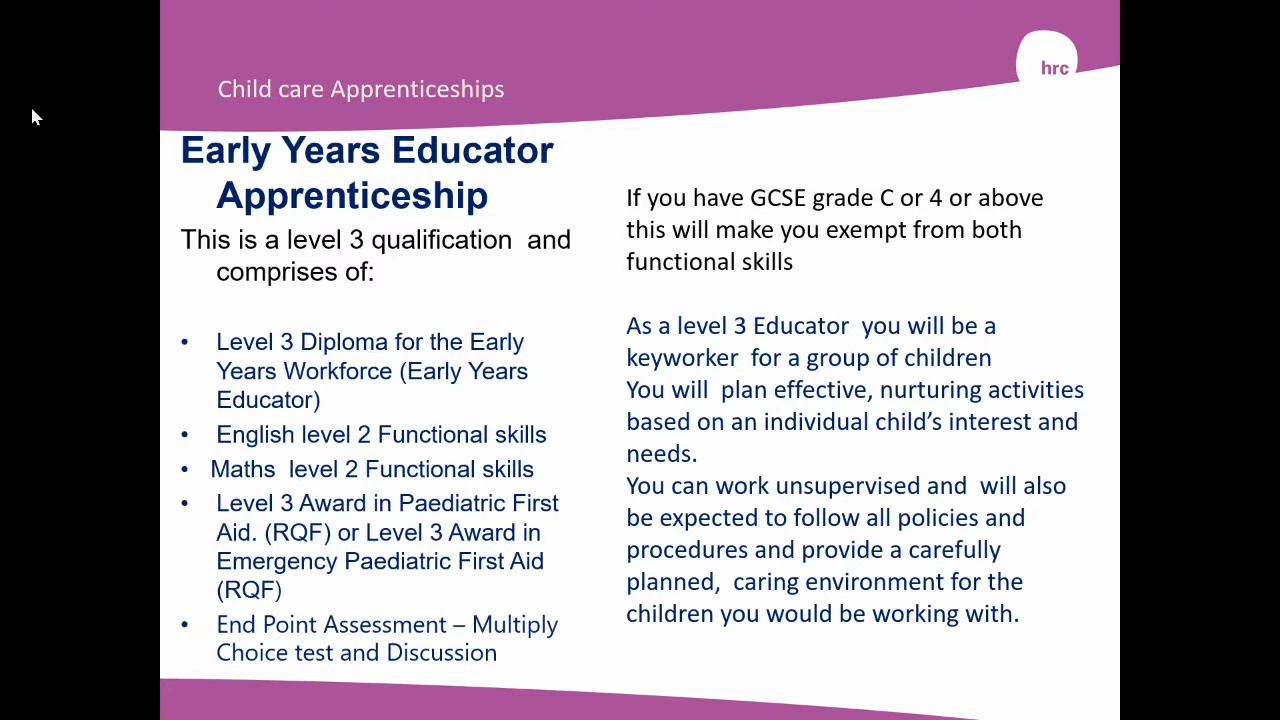 hrc
Child care Apprenticeships
Early Years Educator
Apprenticeship
This is a level 3 qualification and
comprises of:
• Level 3 Diploma for the Early
Years Workforce (Early Years
Educator)
• English level 2 Functional skills
• Maths level 2 Functional skills
• Level 3 Award in Paediatric First
Aid. (RQF) or Level 3 Award in
Emergency Paediatric First Aid
(RQF)
• End Point Assessment – Multiply
Choice test and Discussion
If you have GCSE grade C or 4 or above
this will make you exempt from both
functional skills
As a level 3 Educator you will be a
keyworker for a group of children
You will plan effective, nurturing activities
based on an individual child’s interest and
needs.
You can work unsupervised and will also
be expected to follow all policies and
procedures and provide a carefully
planned, caring environment for the
children you would be working with.